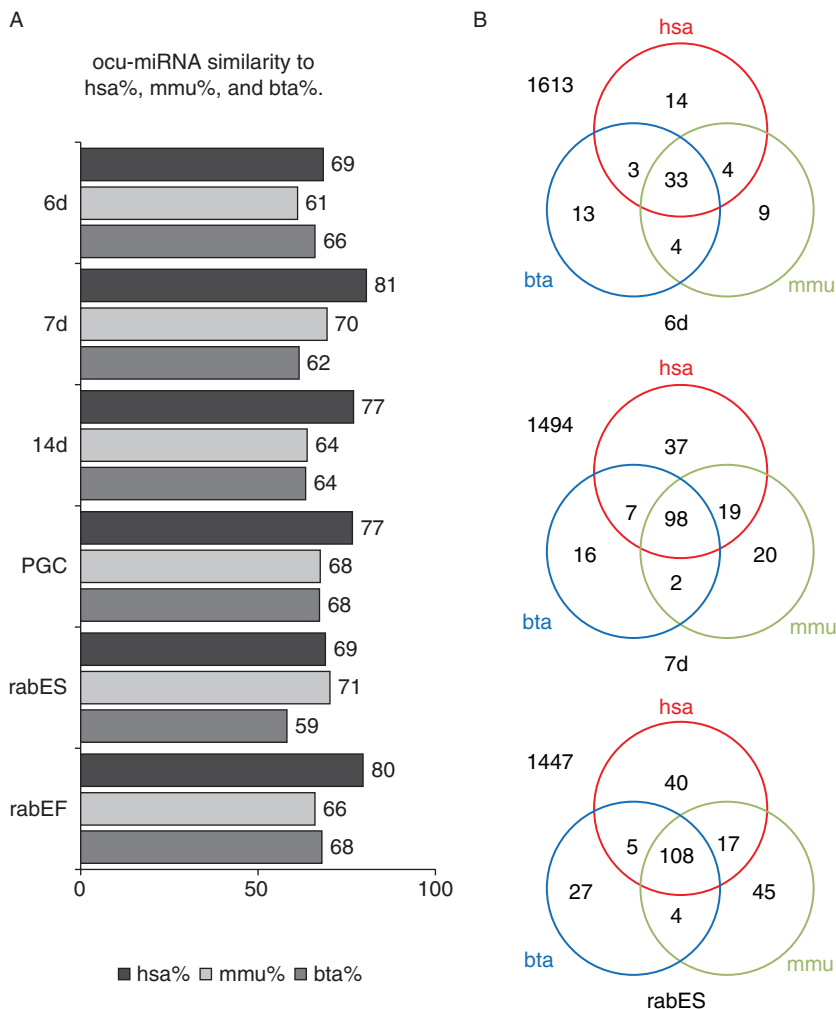 A
ocu-miRNA similarity to
hsa%, mmu%, and bta%.
6d
69
61
66
7d
81
70
62
14d
77
64
64
PGC
77
68
68
rabES
69
71
59
rabEF
80
66
68
0
50
100
hsa%
mmu%
bta%
B
hsa
1613
14
3
33
4
13
9
4
bta
mmu
6d
hsa
1494
37
7
98
19
16
20
2
bta
mmu
7d
hsa
1447
40
5
108
17
27
45
4
bta
mmu
rabES